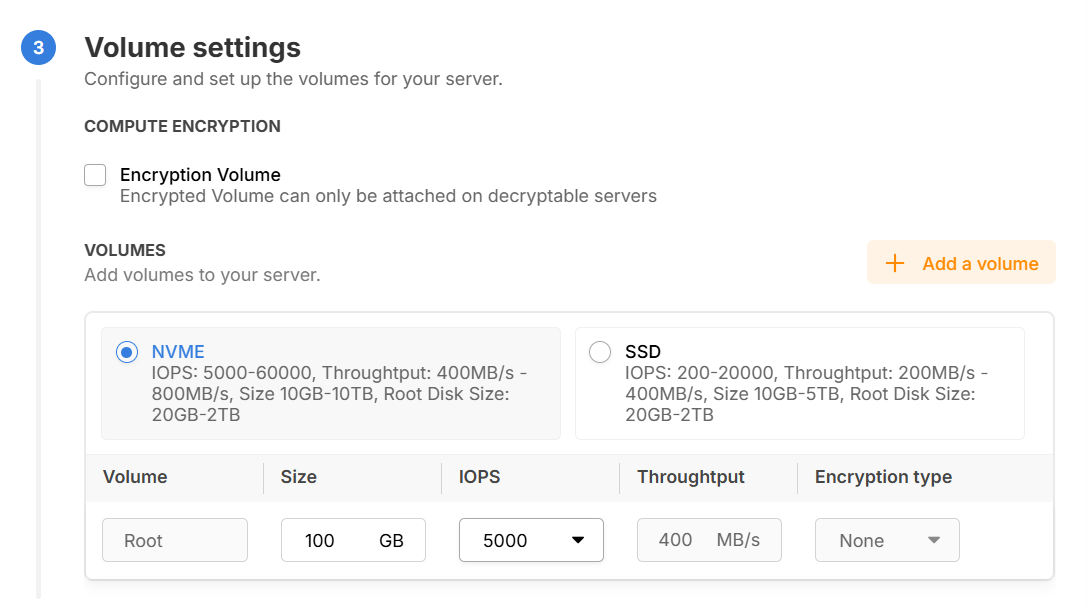 3
Volume settings
Configure and set up the volumes for your server.
COMPUTE ENCRYPTION
Encryption Volume
Encrypted Volume can only be attached on decryptable servers
VOLUMES
Add volumes to your server.
+ Add a volume
NVME
IOPS: 5000-60000, Throughtput: 400MB/s -
800MB/s, Size 10GB-10TB, Root Disk Size:
20GB-2TB
SSD
IOPS: 200-20000, Throughtput: 200MB/s -
400MB/s, Size 10GB-5TB, Root Disk Size:
20GB-2TB
Volume Size IOPS Throughtput Encryption type
Root 100 GB 5000 400 MB/s None